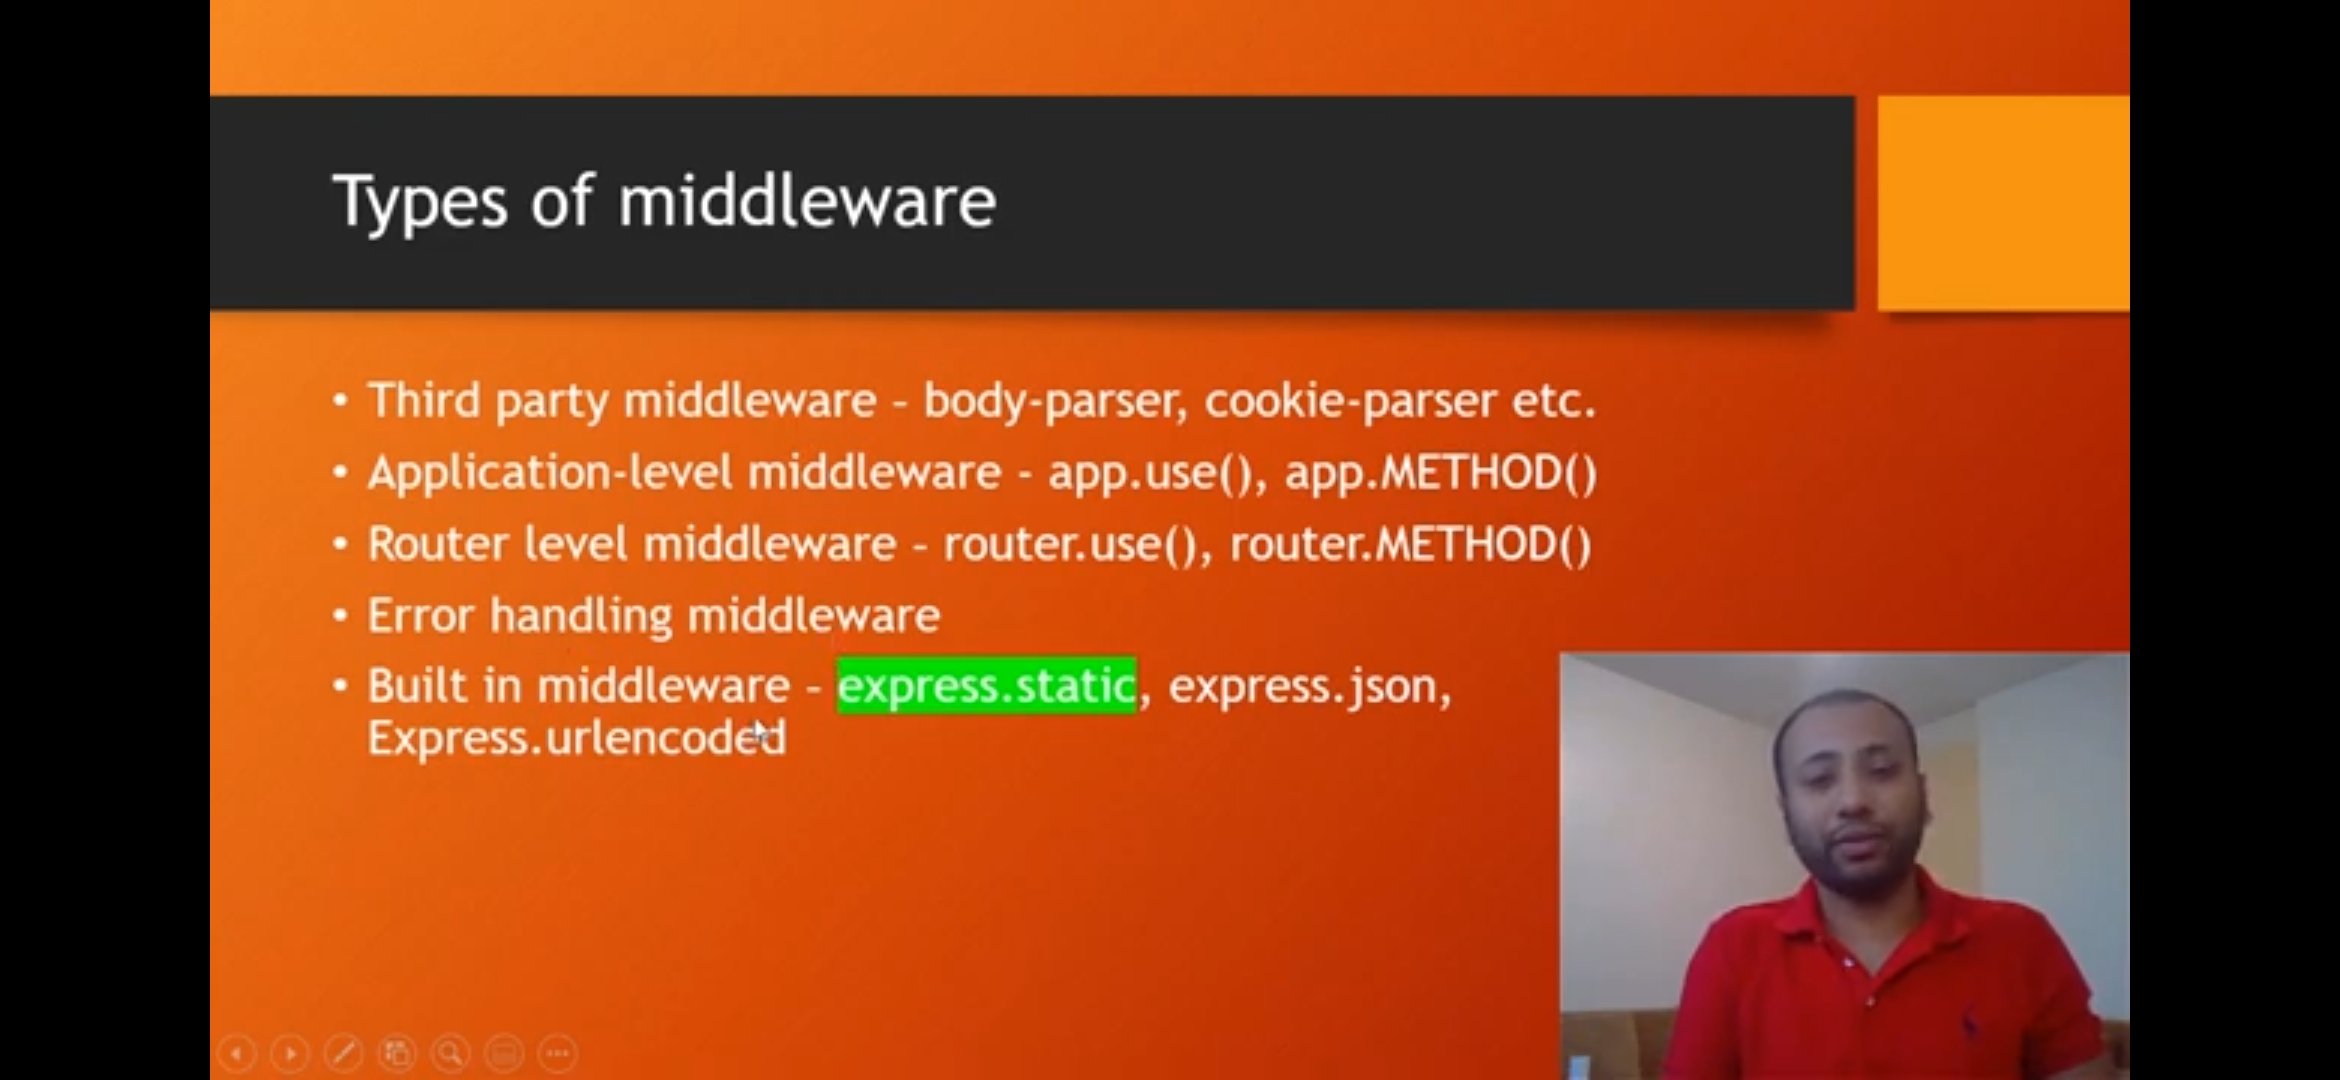 Types of middleware
• Third party middleware – body-parser, cookie-parser etc.
• Application-level middleware - app.use(), app.METHOD()
• Router level middleware – router.use(), router.METHOD()
• Error handling middleware
• Built in middleware – express.static, express.json,
Express.urlencoded